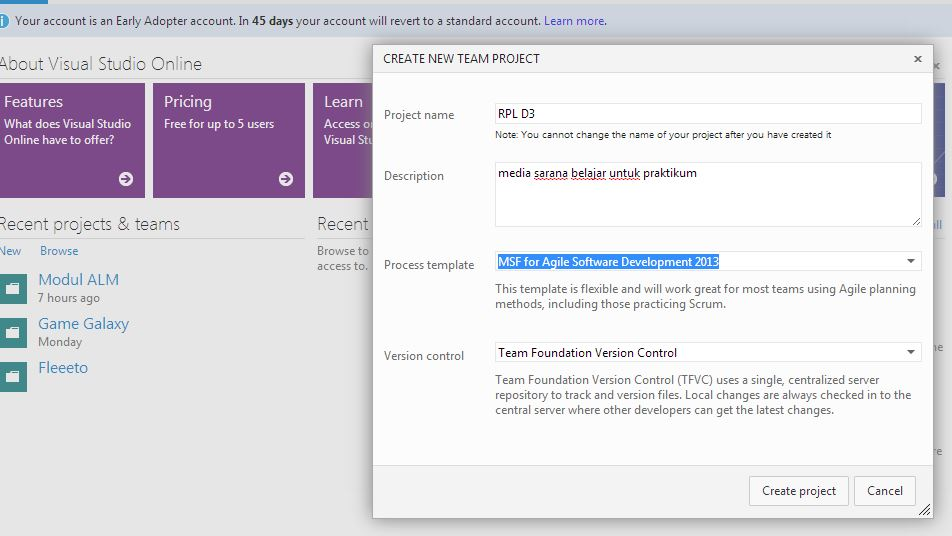 Your account is an Early Adopter account. In 45 days your account will revert to a standard account. Learn more.
About Visual Studio Online
Features
What does Visual Studio
Online have to offer?
Pricing
Free for up to 5 users
Learn
Access
Visual
Recent projects & teams
New Browse
Modul ALM
7 hours ago
Game Galaxy
Monday
Fleeeto
Recent
Browse to
access to.
CREATE NEW TEAM PROJECT
Project name
RPL D3
Note: You cannot change the name of your project after you have created it
Description
media sarana belajar untuk praktikum
Process template
MSF for Agile Software Development 2013
This template is flexible and will work great for most teams using Agile planning
methods, including those practicing Scrum.
Version control
Team Foundation Version Control
Team Foundation Version Control (TFVC) uses a single, centralized server
repository to track and version files. Local changes are always checked in to the
central server where other developers can get the latest changes.
Create project
Cancel